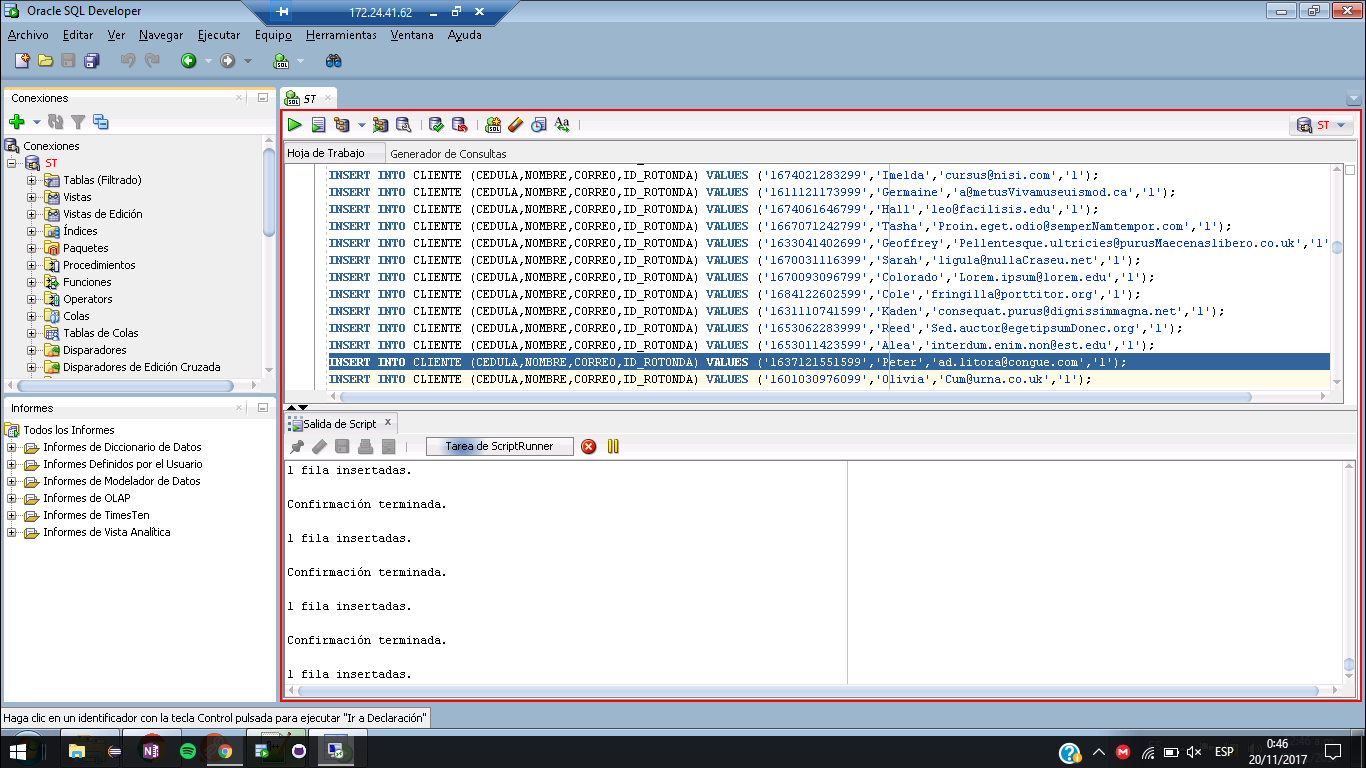 Oracle SQL Developer
172.24.41.62
Archivo Editar Ver Navegar Ejecutar Equipo Herramientas Ventana Ayuda
Conexiones
Conexiones
ST
Tablas (Filtrado)
Vistas
Vistas de Edición
Índices
Paquetes
Procedimientos
Funciones
Operators
Colas
Tablas de Colas
Disparadores
Disparadores de Edición Cruzada
Informes
Todos los Informes
Informes de Diccionario de Datos
Informes Definidos por el Usuario
Informes de Modelador de Datos
Informes de OLAP
Informes de TimesTen
Informes de Vista Analítica
ST
ST
Hoja de Trabajo Generador de Consultas
INSERT INTO CLIENTE (CEDULA,NOMBRE,CORREO,ID_ROTONDA) VALUES ('1674021283299','Imelda','cursus@nisi.com','1');
INSERT INTO CLIENTE (CEDULA,NOMBRE,CORREO,ID_ROTONDA) VALUES ('1611121173999','Germaine','a@metusVivamuseuismod.ca','1');
INSERT INTO CLIENTE (CEDULA,NOMBRE,CORREO,ID_ROTONDA) VALUES ('1674061646799','Hall','leo@facilisis.edu','1');
INSERT INTO CLIENTE (CEDULA,NOMBRE,CORREO,ID_ROTONDA) VALUES ('1667071242799','Tasha','Proin.eget.odio@semperNamtempor.com','1');
INSERT INTO CLIENTE (CEDULA,NOMBRE,CORREO,ID_ROTONDA) VALUES ('1633041402699','Geoffrey','Pellentesque.ultricies@purusMaecenaslibero.co.uk','1'
INSERT INTO CLIENTE (CEDULA,NOMBRE,CORREO,ID_ROTONDA) VALUES ('1670031116399','Sarah','ligula@nullaCraseu.net','1');
INSERT INTO CLIENTE (CEDULA,NOMBRE,CORREO,ID_ROTONDA) VALUES ('1670093096799','Colorado','Lorem.ipsum@lorem.edu','1');
INSERT INTO CLIENTE (CEDULA,NOMBRE,CORREO,ID_ROTONDA) VALUES ('1684122602599','Cole','fringilla@porttitor.org','1');
INSERT INTO CLIENTE (CEDULA,NOMBRE,CORREO,ID_ROTONDA) VALUES ('1631110741599','Kaden','consequat.purus@dignissimmagna.net','1');
INSERT INTO CLIENTE (CEDULA,NOMBRE,CORREO,ID_ROTONDA) VALUES ('1653062283999','Reed','Sed.auctor@egetipsumDonec.org','1');
INSERT INTO CLIENTE (CEDULA,NOMBRE,CORREO,ID_ROTONDA) VALUES ('1653011423599','Alea','interdum.enim.non@est.edu','1');
INSERT INTO CLIENTE (CEDULA,NOMBRE,CORREO,ID_ROTONDA) VALUES ('1637121551599','Peter','ad.litora@congue.com','1');
INSERT INTO CLIENTE (CEDULA,NOMBRE,CORREO,ID_ROTONDA) VALUES ('1601030976099','Olivia','Cum@urna.co.uk','1');
Salida de Script
Tarea de ScriptRunner
1 fila insertadas.
Confirmación terminada.
1 fila insertadas.
Confirmación terminada.
1 fila insertadas.
Confirmación terminada.
1 fila insertadas.
Haga clic en un identificador con la tecla Control pulsada para ejecutar "Ir a Declaración"
ESP
0:46
20/11/2017